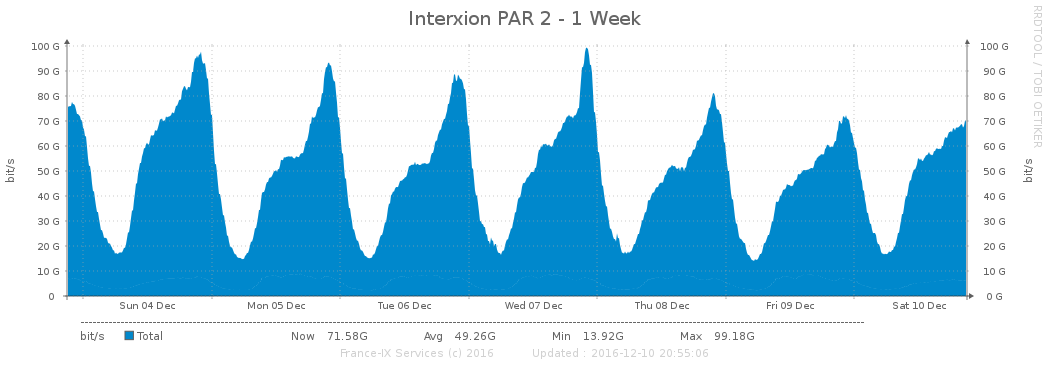 Interxion PAR 2 - 1 Week
RRDTOOL / TOBI OETIKER
bit/s
bit/s
100 G 100 G
90 G 90 G
80 G 80 G
70 G 70 G
60 G 60 G
50 G 50 G
40 G 40 G
30 G 30 G
20 G 20 G
10 G 10 G
0 0 G
Sun 04 Dec Mon 05 Dec Tue 06 Dec Wed 07 Dec Thu 08 Dec Fri 09 Dec Sat 10 Dec
bit/s Total Now 71.58G Avg 49.26G Min 13.92G Max 99.18G
France-IX Services (c) 2016 Updated : 2016-12-10 20:55:06